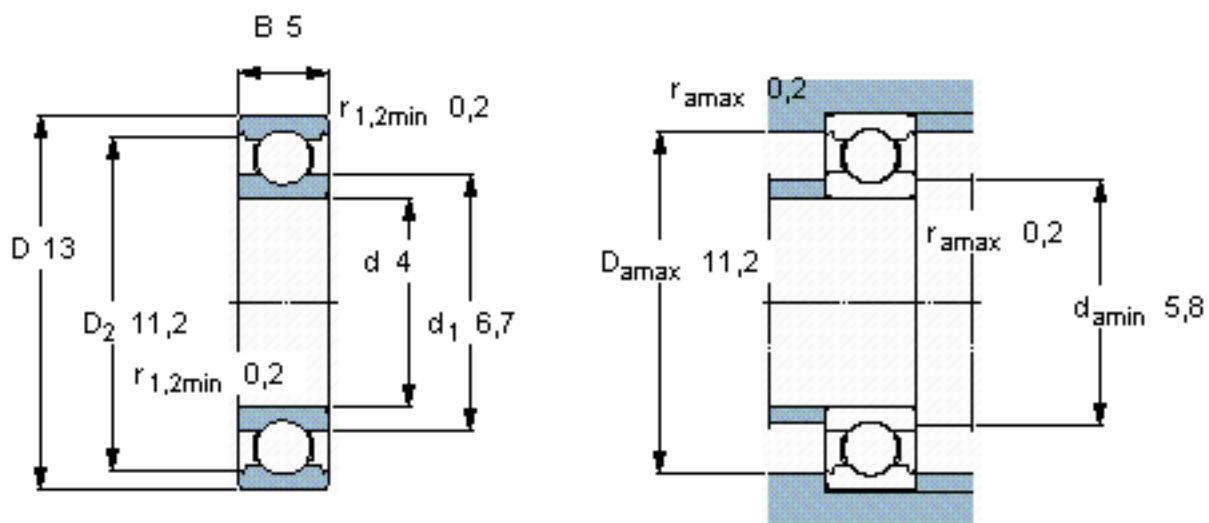 B 5
r1,2min 0,2
D 13
d 4
D2 11,2
d1 6,7
r1,2min 0,2
ramax 0,2
ramax 0,2
Damax 11,2
damin 5,8